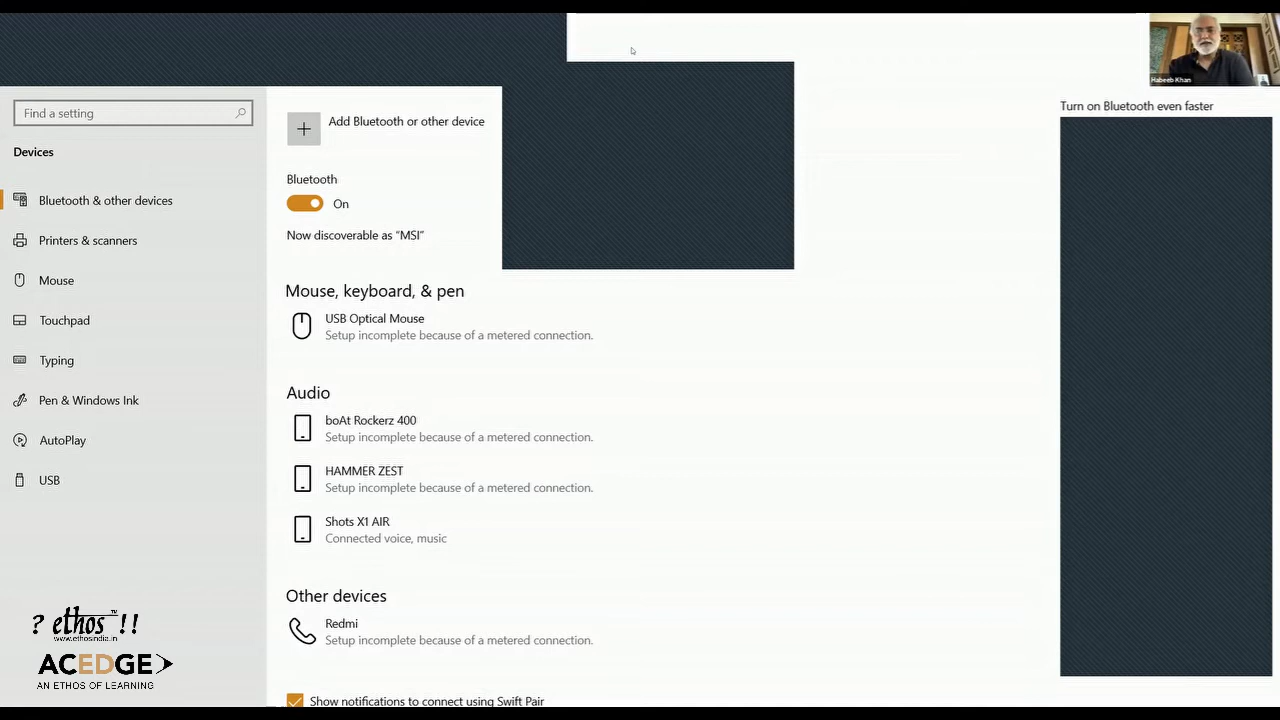 Habeeb Khan
Turn on Bluetooth even faster
Find a setting
Devices
Bluetooth & other devices
Printers & scanners
Mouse
Touchpad
Typing
Pen & Windows Ink
AutoPlay
USB
Add Bluetooth or other device
Bluetooth
On
Now discoverable as “MSI”
Mouse, keyboard, & pen
USB Optical Mouse
Setup incomplete because of a metered connection.
Audio
boAt Rockerz 400
Setup incomplete because of a metered connection.
HAMMER ZEST
Setup incomplete because of a metered connection.
Shots X1 AIR
Connected voice, music
Other devices
Redmi
Setup incomplete because of a metered connection.
Show notifications to connect using Swift Pair
? ethos™ !!
www.ethosindia.in
ACEDGE>
AN ETHOS OF LEARNING